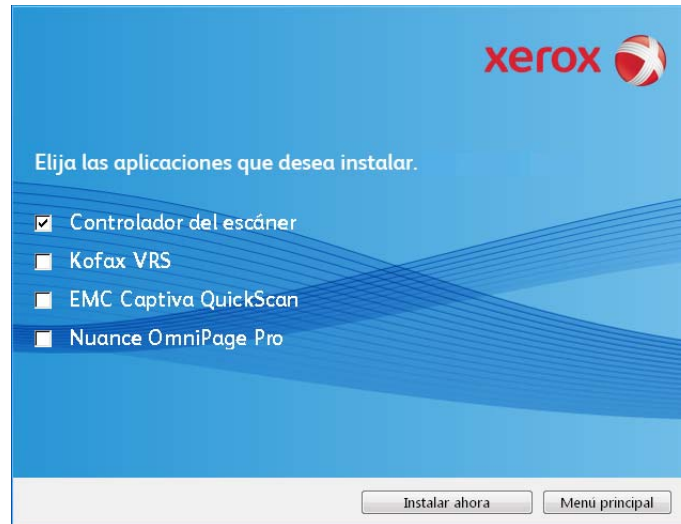 xerox
Elija las aplicaciones que desea instalar.
Controlador del escáner
Kofax VRS
EMC Captiva QuickScan
Nuance OmniPage Pro
Instalar ahora
Menú principal